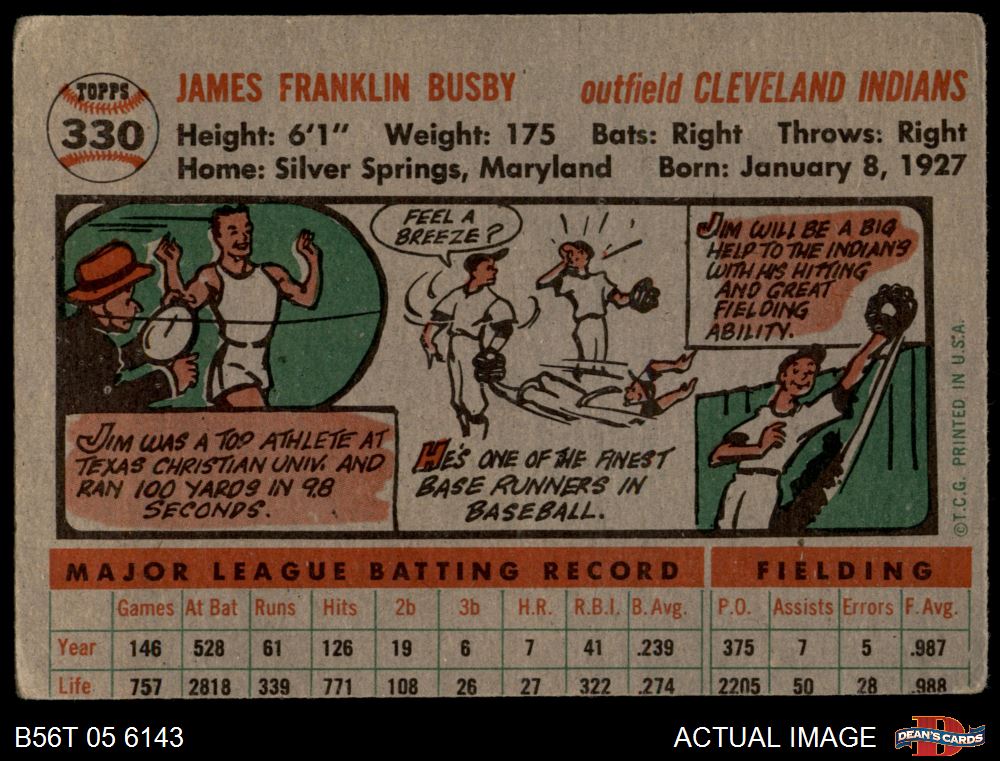 TOPPS
330
JAMES FRANKLIN BUSBY outfield CLEVELAND INDIANS
Height: 6'1" Weight: 175 Bats: Right Throws: Right
Home: Silver Springs, Maryland Born: January 8, 1927
FEEL A
BREEZE?
JIM WILL BE A BIG
HELP TO THE INDIANS
WITH HIS HITTING
AND GREAT
FIELDING
ABILITY.
JIM WAS A TOP ATHLETE AT
TEXAS CHRISTIAN UNIV. AND
RAN 100 YARDS IN 9.8
SECONDS.
HE'S ONE OF THE FINEST
BASE RUNNERS IN
BASEBALL.
©T.C.G. PRINTED IN U.S.A.
MAJOR LEAGUE BATTING RECORD FIELDING
Games At Bat Runs Hits 2b 3b H.R. R.B.I. B. Avg. P.O. Assists Errors F. Avg.
Year 146 528 61 126 19 6 7 41 .239 375 7 5 .987
Life 757 2818 339 771 108 26 27 322 .274 2205 50 28 .988
B56T 05 6143
ACTUAL IMAGE
DEAN'S CARDS